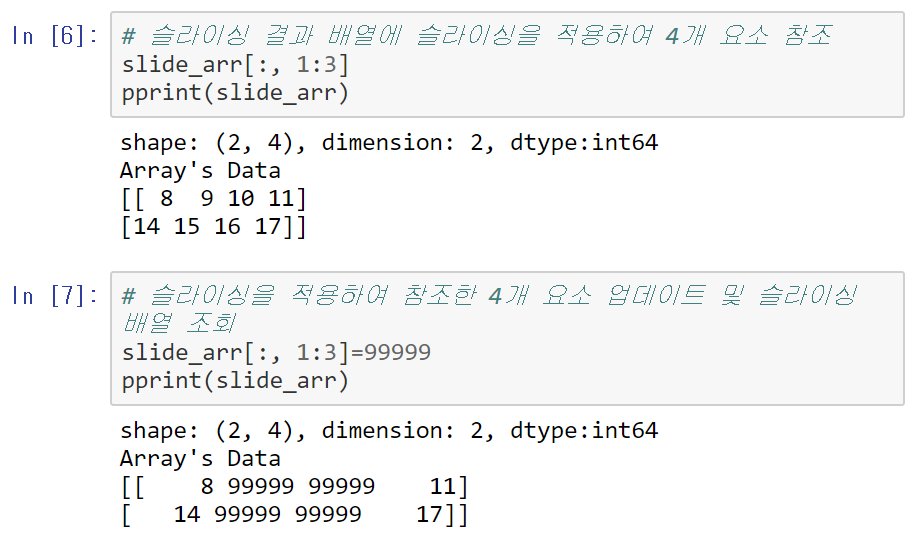 In [6]: # 슬라이싱 결과 배열에 슬라이싱을 적용하여 4개 요소 참조
slide_arr[:, 1:3]
pprint(slide_arr)
shape: (2, 4), dimension: 2, dtype:int64
Array's Data
[[ 8  9 10 11]
[14 15 16 17]]
In [7]: # 슬라이싱을 적용하여 참조한 4개 요소 업데이트 및 슬라이싱
배열 조회
slide_arr[:, 1:3]=99999
pprint(slide_arr)
shape: (2, 4), dimension: 2, dtype:int64
Array's Data
[[    8 99999 99999    11]
[   14 99999 99999    17]]